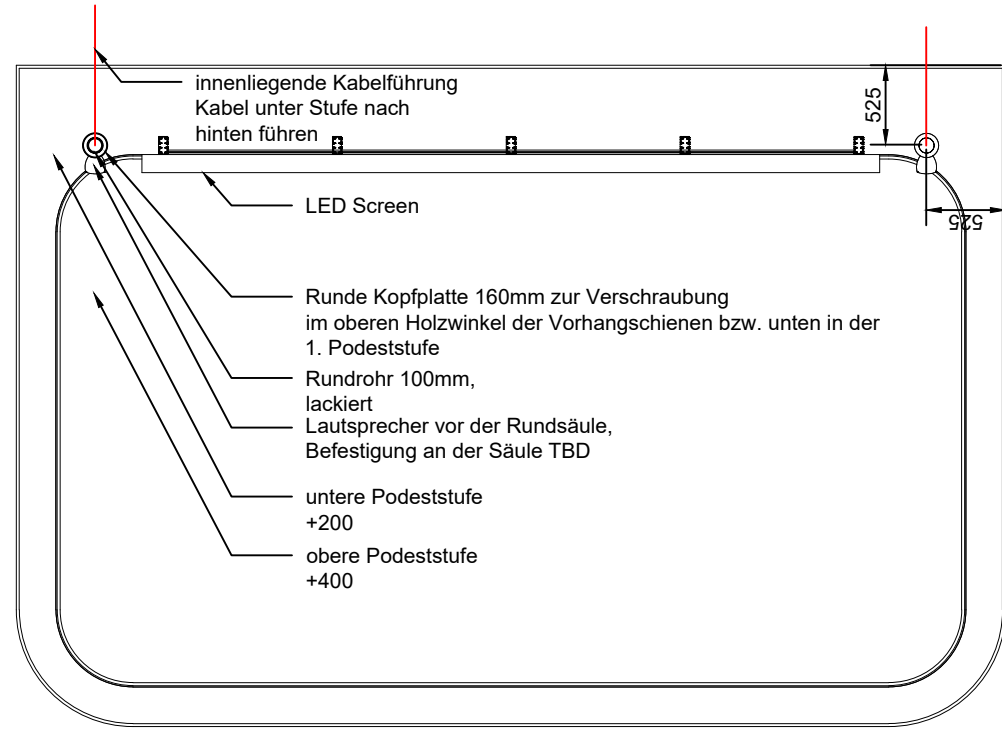 innenliegende Kabelführung
Kabel unter Stufe nach
hinten führen
525
525
LED Screen
Runde Kopfplatte 160mm zur Verschraubung
im oberen Holzwinkel der Vorhangschienen bzw. unten in der
1. Podeststufe
Rundrohr 100mm,
lackiert
Lautsprecher vor der Rundsäule,
Befestigung an der Säule TBD
untere Podeststufe
+200
obere Podeststufe
+400